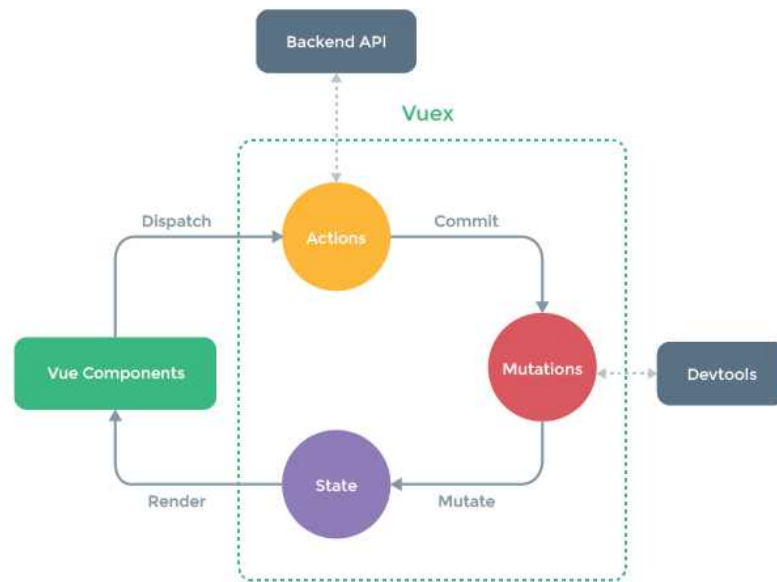 Backend API
Vuex
Dispatch
Commit
Actions
Vue Components
Mutations
Devtools
State
Render
Mutate